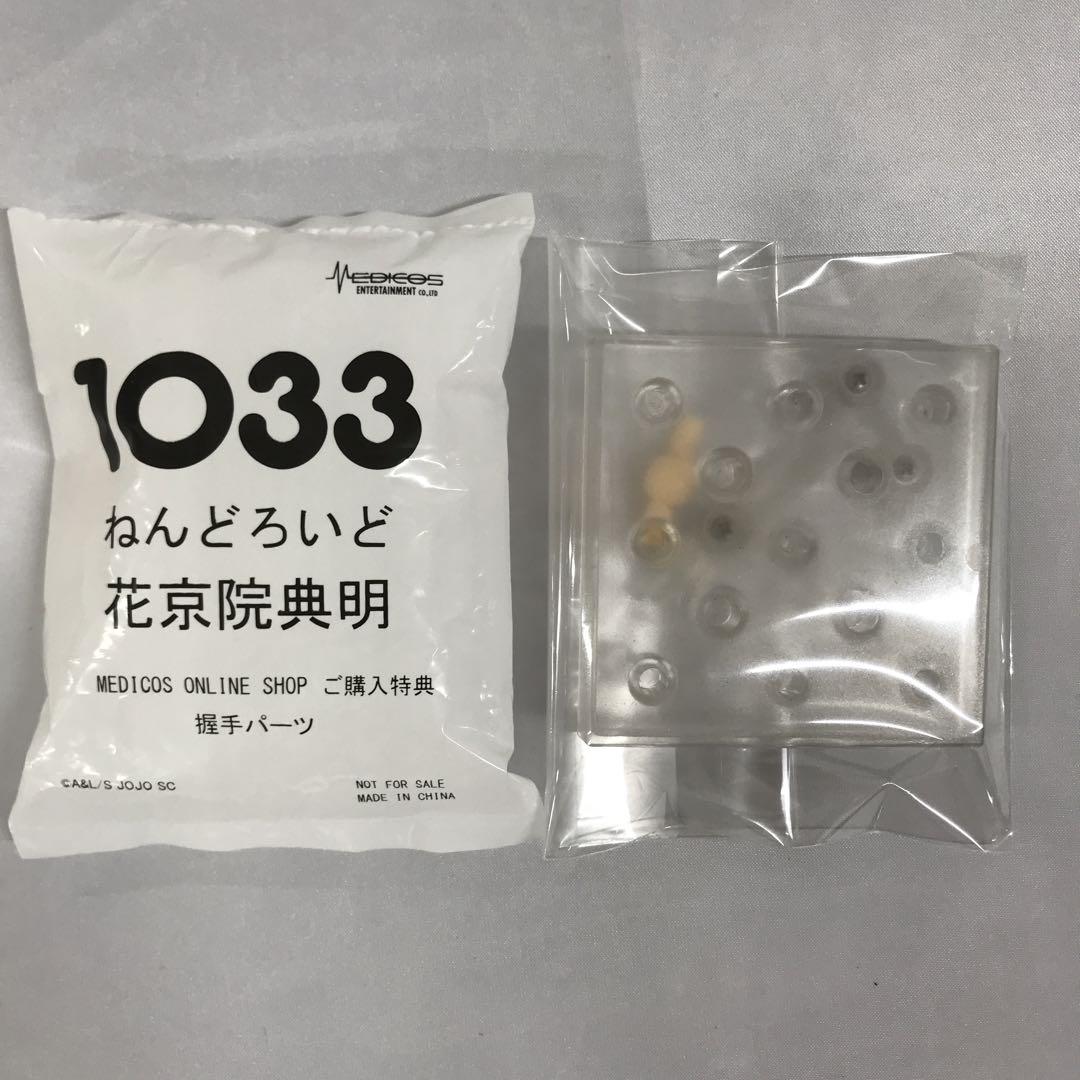 MEDICOS
ENTERTAINMENT CO.,LTD
1033
ねんどろいど
花京院典明
MEDICOS ONLINE SHOP ご購入特典
握手パーツ
©A&L/S JOJO SC
NOT FOR SALE
MADE IN CHINA